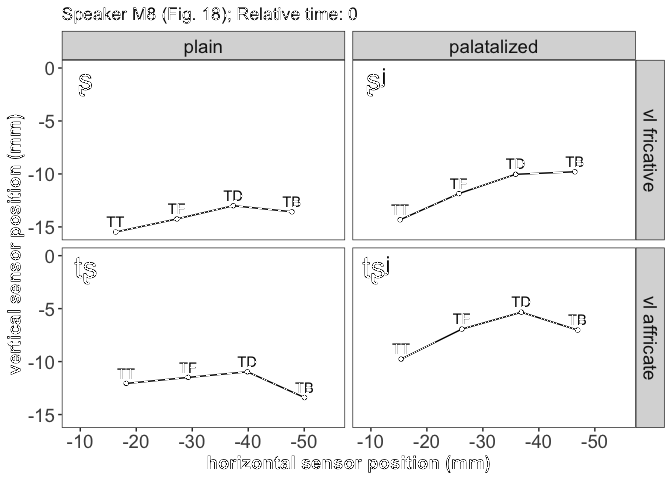 Speaker M8 (Fig. 18); Relative time: 0
plain
palatalized
vertical sensor position (mm)
0
-5
-10
-15
ʂ
TT
TF
TD
TB
ʂʲ
TT
TF
TD
TB
vl fricative
0
-5
-10
-15
tʂ
TT
TF
TD
TB
tʂʲ
TT
TF
TD
TB
vl affricate
-10
-20
-30
-40
-50
-10
-20
-30
-40
-50
horizontal sensor position (mm)